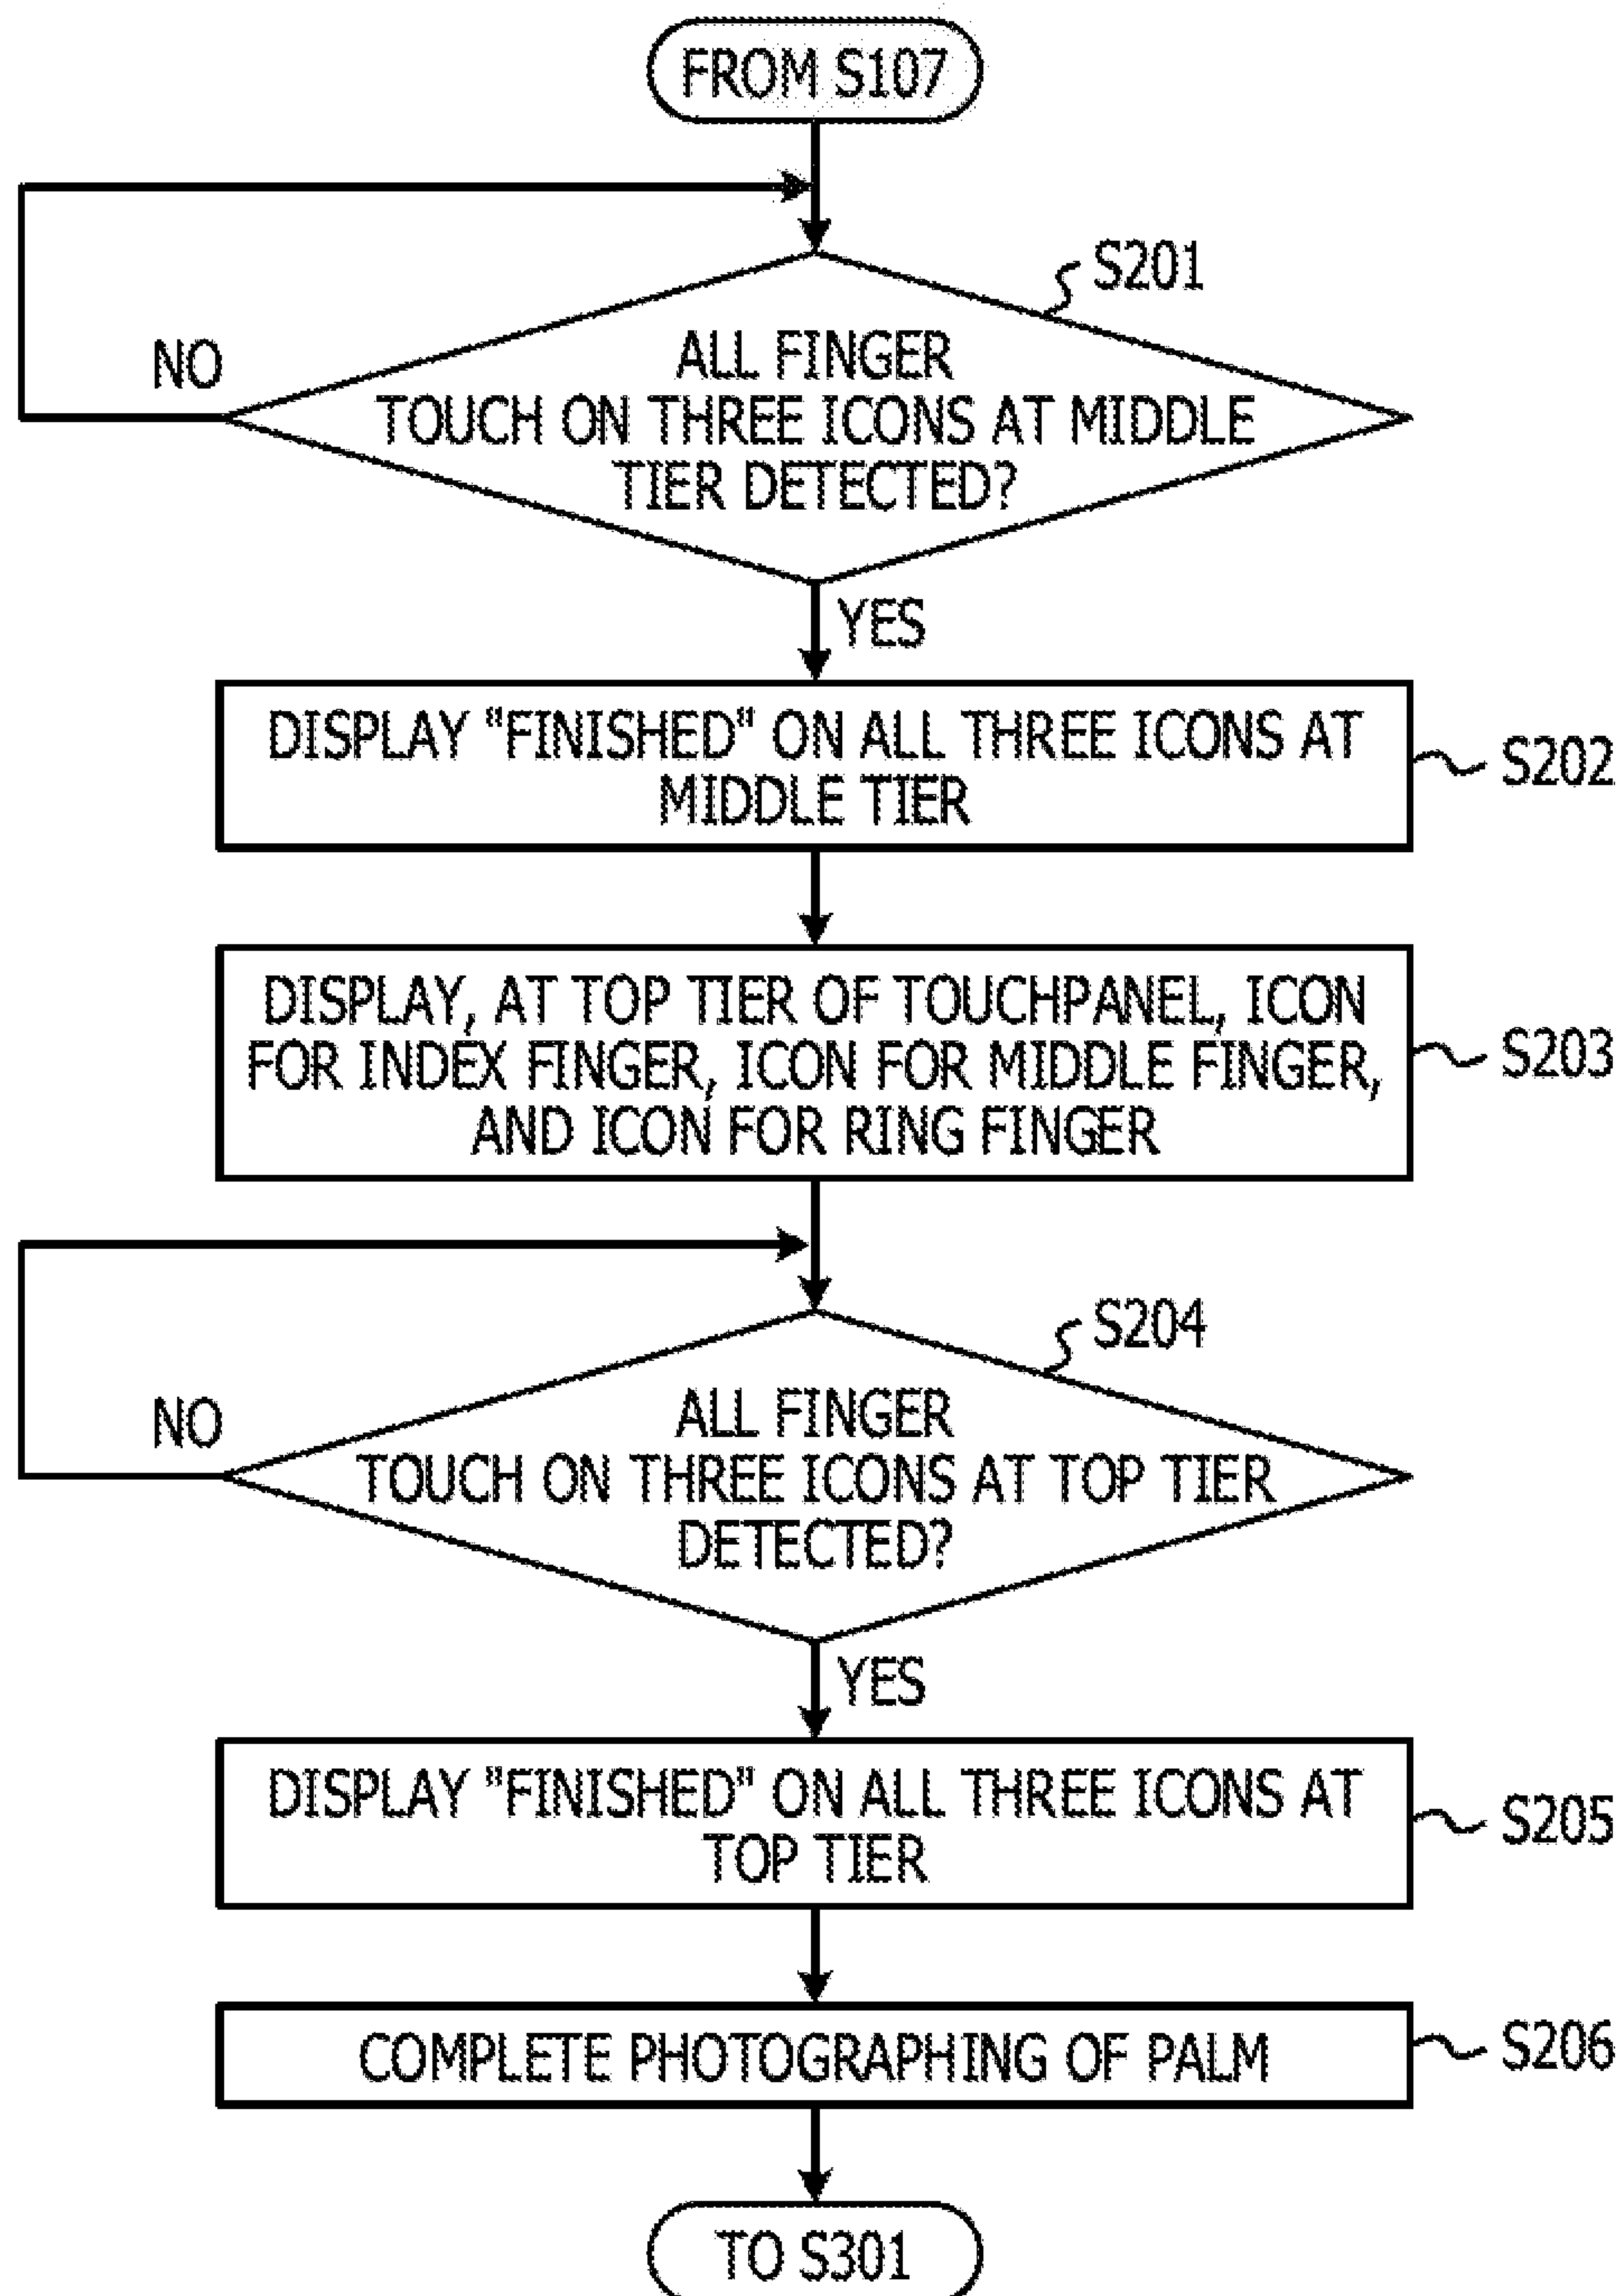 FROM S107
S201
NO
ALL FINGER
TOUCH ON THREE ICONS AT MIDDLE
TIER DETECTED?
YES
DISPLAY "FINISHED" ON ALL THREE ICONS AT
MIDDLE TIER
S202
DISPLAY, AT TOP TIER OF TOUCHPANEL, ICON
FOR INDEX FINGER, ICON FOR MIDDLE FINGER,
AND ICON FOR RING FINGER
S203
S204
NO
ALL FINGER
TOUCH ON THREE ICONS AT TOP TIER
DETECTED?
YES
DISPLAY "FINISHED" ON ALL THREE ICONS AT
TOP TIER
S205
COMPLETE PHOTOGRAPHING OF PALM
S206
TO S301